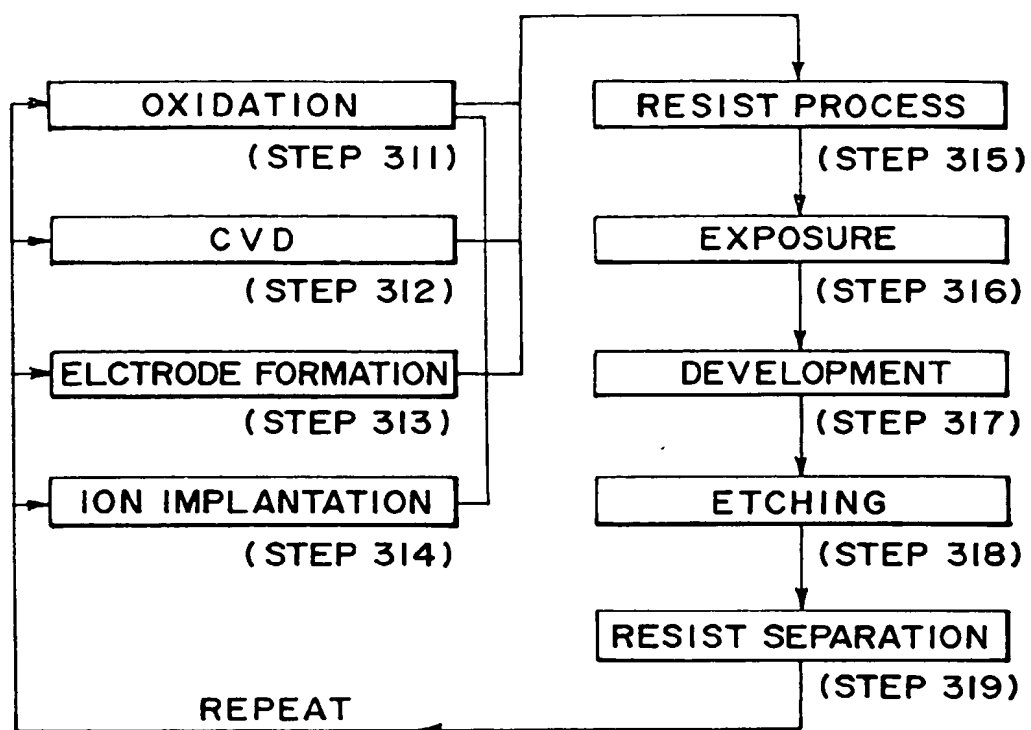 OXIDATION
(STEP 311)
CVD
(STEP 312)
ELCTRODE FORMATION
(STEP 313)
ION IMPLANTATION
(STEP 314)
RESIST PROCESS
(STEP 315)
EXPOSURE
(STEP 316)
DEVELOPMENT
(STEP 317)
ETCHING
(STEP 318)
RESIST SEPARATION
(STEP 319)
REPEAT